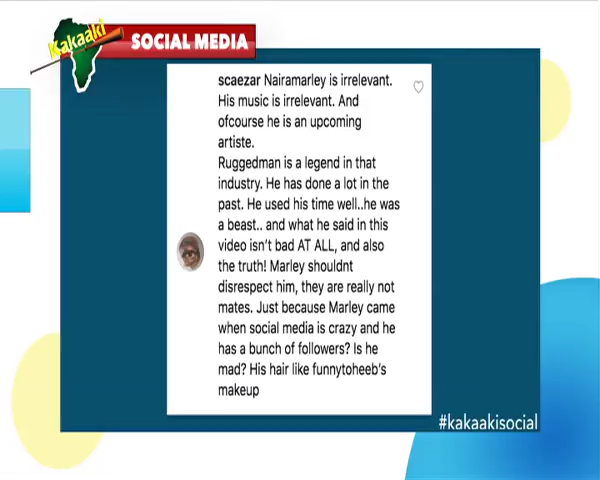 Kakaaki
SOCIAL MEDIA
scaezar Nairamarley is irrelevant.
His music is irrelevant. And
ofcourse he is an upcoming
artiste.
Ruggedman is a legend in that
industry. He has done a lot in the
past. He used his time well..he was
a beast.. and what he said in this
video isn't bad AT ALL, and also
the truth! Marley shouldnt
disrespect him, they are really not
mates. Just because Marley came
when social media is crazy and he
has a bunch of followers? Is he
mad? His hair like funnytoheeb's
makeup
#kakaakisocial